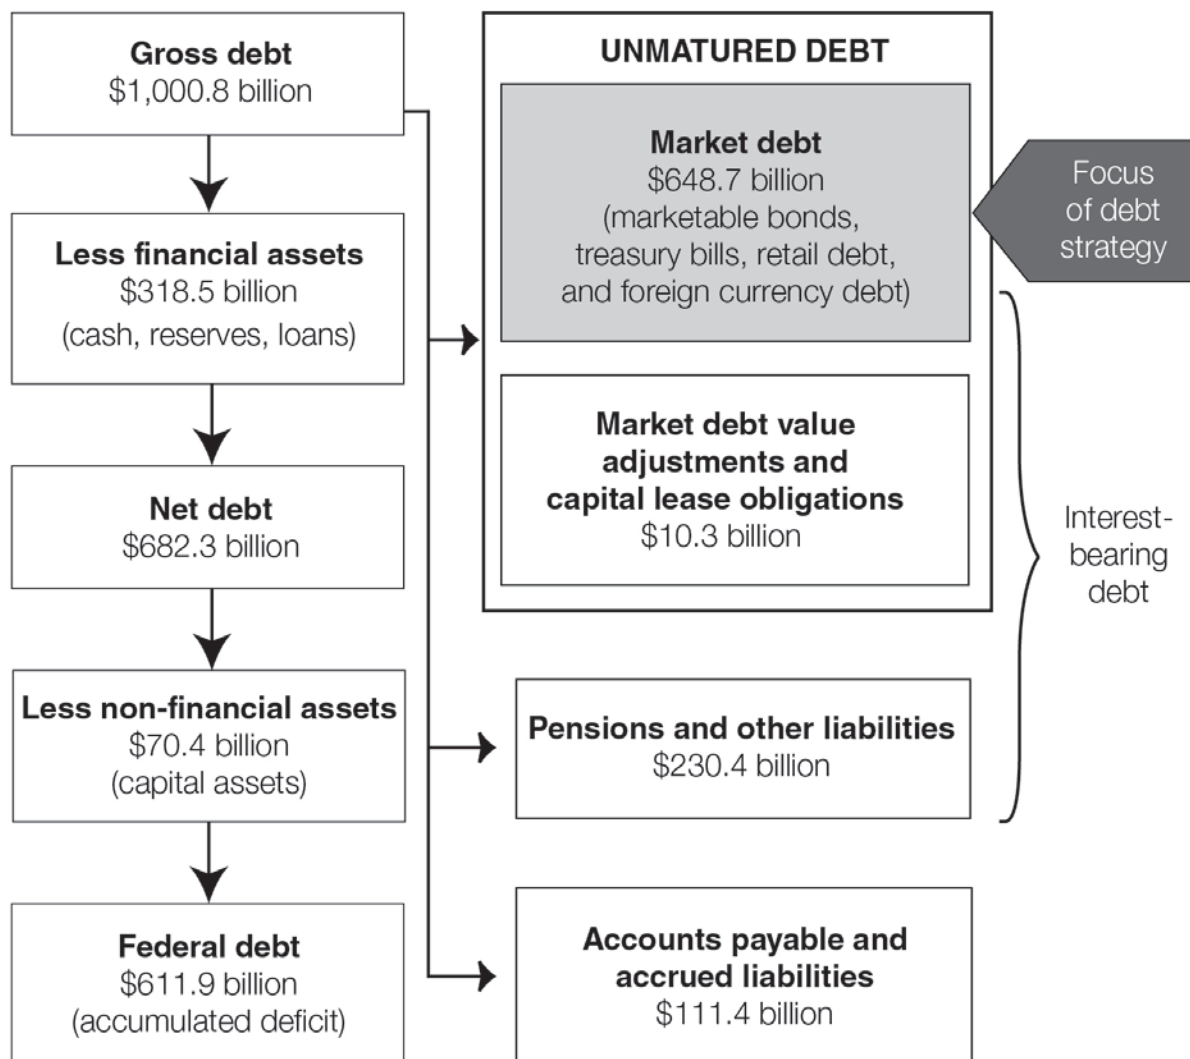 Gross debt
$1,000.8 billion
Less financial assets
$318.5 billion
(cash, reserves, loans)
Net debt
$682.3 billion
Less non-financial assets
$70.4 billion
(capital assets)
Federal debt
$611.9 billion
(accumulated deficit)
UNMATURED DEBT
Market debt
$648.7 billion
(marketable bonds,
treasury bills, retail debt,
and foreign currency debt)
Market debt value
adjustments and
capital lease obligations
$10.3 billion
Pensions and other liabilities
$230.4 billion
Accounts payable and
accrued liabilities
$111.4 billion
Focus
of debt
strategy
Interest-
bearing
debt